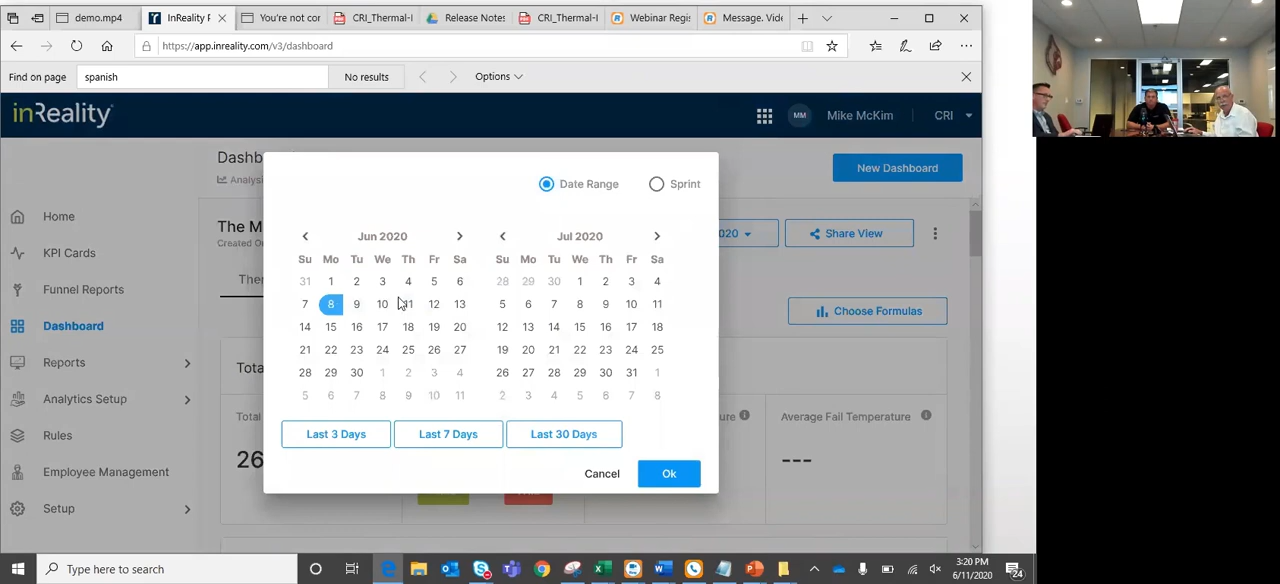 demo.mp4
InReality F
You're not cor
CRI_Thermal-I
Release Notes
CRI_Thermal-I
Webinar Regis
Message. Vide
https://app.inreality.com/v3/dashboard
Find on page
spanish
No results
Options
inReality
MM
Mike McKim
CRI
Dashb
New Dashboard
Analysi
Date Range
Sprint
Home
The M
020
Share View
Created On
KPI Cards
Jun 2020
Jul 2020
Su Mo Tu We Th Fr Sa
Su Mo Tu We Th Fr Sa
Ther
31 1 2 3 4 5 6
28 29 30 1 2 3 4
Funnel Reports
7 8 9 10 11 12 13
5 6 7 8 9 10 11
Choose Formulas
Dashboard
14 15 16 17 18 19 20
12 13 14 15 16 17 18
21 22 23 24 25 26 27
19 20 21 22 23 24 25
Reports
Tota
28 29 30 1 2 3 4
26 27 28 29 30 31 1
5 6 7 8 9 10 11
2 3 4 5 6 7 8
Analytics Setup
Total
ure
Average Fail Temperature
Last 3 Days
Last 7 Days
Last 30 Days
Rules
26
---
Employee Management
Cancel
Ok
Setup
Type here to search
3:20 PM
6/11/2020
24